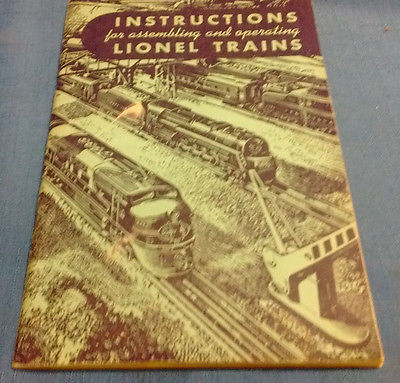 INSTRUCTIONS
for assembling and operating
LIONEL TRAINS